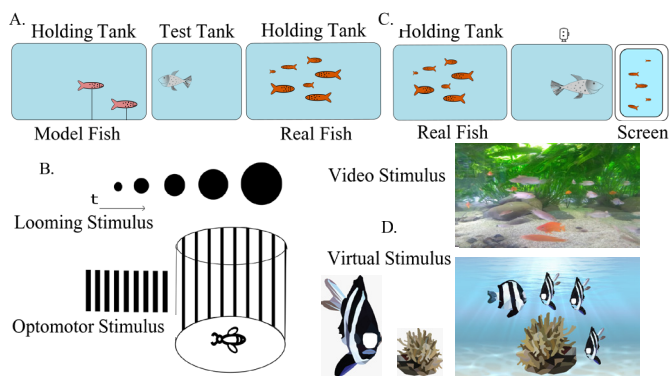 A.
Holding Tank
Test Tank
Holding Tank
Model Fish
Real Fish
C.
Holding Tank
Real Fish
Screen
B.
t
Looming Stimulus
Optomotor Stimulus
Video Stimulus
D.
Virtual Stimulus